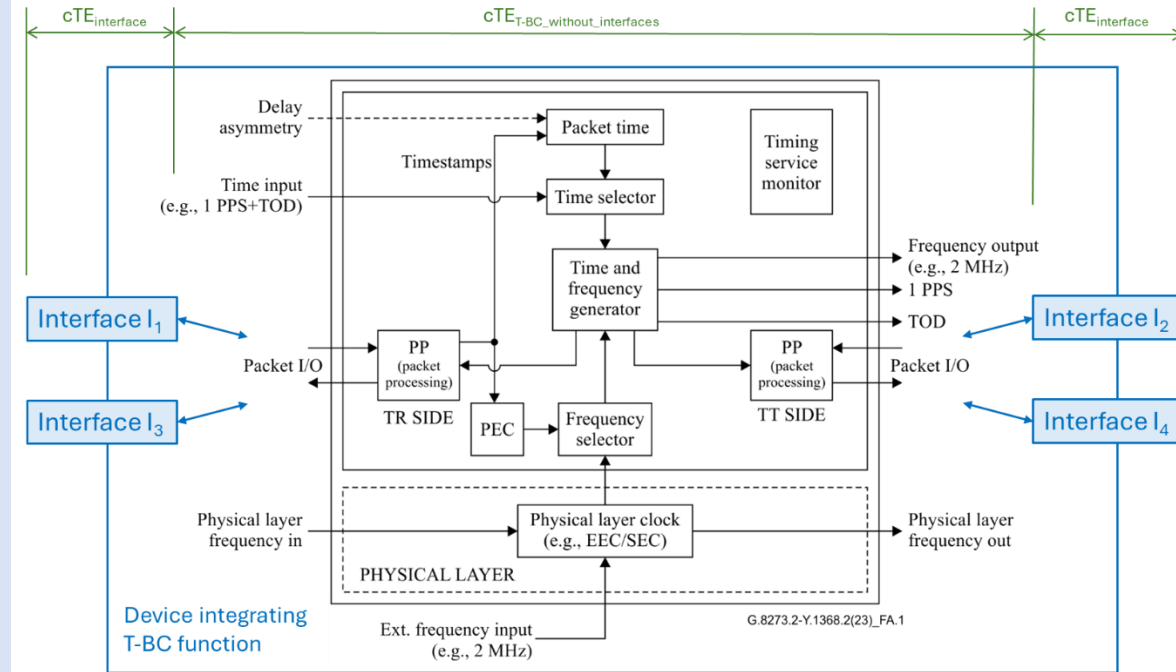 cTEinterface
cTET-BC_without_interfaces
cTEinterface
Delay
asymmetry
Packet time
Timing
service
monitor
Timestamps
Time input
(e.g., 1 PPS+TOD)
Time selector
Time and
frequency
generator
Frequency output
(e.g., 2 MHz)
1 PPS
TOD
Interface I1
Interface I2
Packet I/O
PP
(packet
processing)
TR SIDE
PP
(packet
processing)
TT SIDE
Packet I/O
Interface I3
Interface I4
PEC
Frequency
selector
Physical layer
frequency in
Physical layer clock
(e.g., EEC/SEC)
Physical layer
frequency out
PHYSICAL LAYER
Device integrating
T-BC function
G.8273.2-Y.1368.2(23)_FA.1
Ext. frequency input
(e.g., 2 MHz)